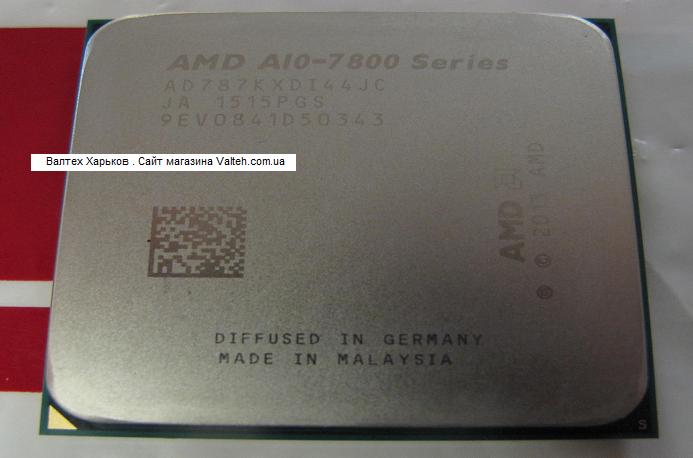 AMD A10-7800 Series
AD787KXDI44JC
JA 1515PGS
9EV0841D50343
Валтех Харьков . Сайт магазина Valteh.com.ua
AMD
® © 2013 AMD
DIFFUSED IN GERMANY
MADE IN MALAYSIA
S